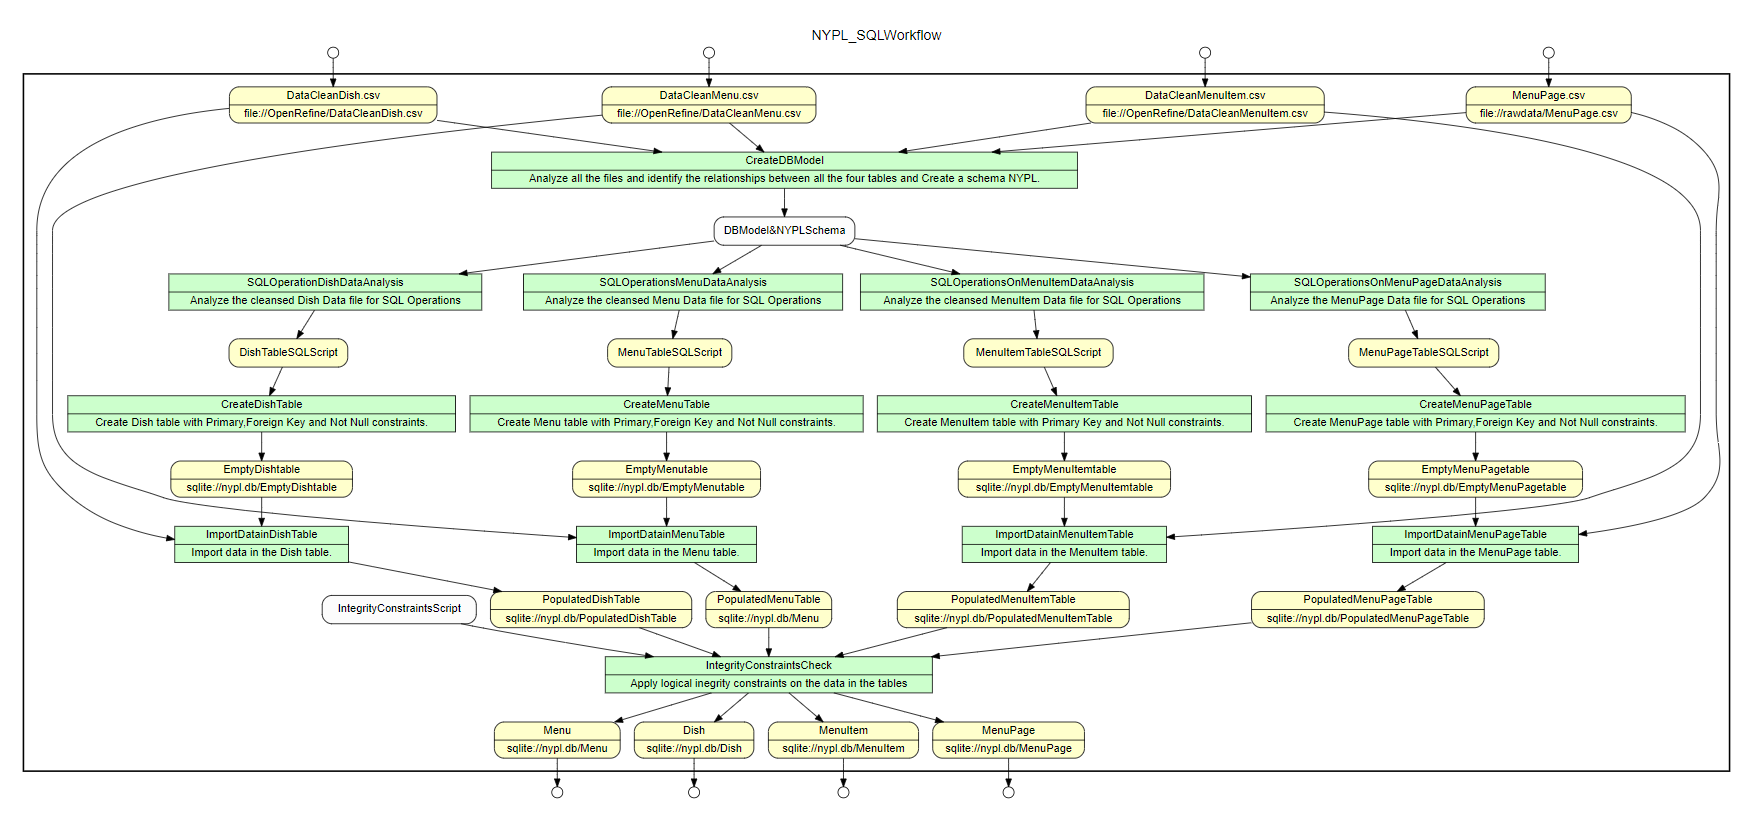 NYPL_SQLWorkflow
DataCleanDish.csv
file://OpenRefine/DataCleanDish.csv
DataCleanMenu.csv
file://OpenRefine/DataCleanMenu.csv
DataCleanMenuItem.csv
file://OpenRefine/DataCleanMenuItem.csv
MenuPage.csv
file://rawdata/MenuPage.csv
CreateDBModel
Analyze all the files and identify the relationships between all the four tables and Create a schema NYPL.
DBModel&NYPLSchema
SQLOperationDishDataAnalysis
Analyze the cleansed Dish Data file for SQL Operations
SQLOperationsMenuDataAnalysis
Analyze the cleansed Menu Data file for SQL Operations
SQLOperationsOnMenuItemDataAnalysis
Analyze the cleansed MenuItem Data file for SQL Operations
SQLOperationsOnMenuPageDataAnalysis
Analyze the MenuPage Data file for SQL Operations
DishTableSQLScript
MenuTableSQLScript
MenuItemTableSQLScript
MenuPageTableSQLScript
CreateDishTable
Create Dish table with Primary,Foreign Key and Not Null constraints.
CreateMenuTable
Create Menu table with Primary,Foreign Key and Not Null constraints.
CreateMenuItemTable
Create MenuItem table with Primary Key and Not Null constraints.
CreateMenuPageTable
Create MenuPage table with Primary,Foreign Key and Not Null constraints.
EmptyDishtable
sqlite://nypl.db/EmptyDishtable
EmptyMenutable
sqlite://nypl.db/EmptyMenutable
EmptyMenuItemtable
sqlite://nypl.db/EmptyMenuItemtable
EmptyMenuPagetable
sqlite://nypl.db/EmptyMenuPagetable
ImportDatainDishTable
Import data in the Dish table.
ImportDatainMenuTable
Import data in the Menu table.
ImportDatainMenuItemTable
Import data in the MenuItem table.
ImportDatainMenuPageTable
Import data in the MenuPage table.
IntegrityConstraintsScript
PopulatedDishTable
sqlite://nypl.db/PopulatedDishTable
PopulatedMenuTable
sqlite://nypl.db/Menu
PopulatedMenuItemTable
sqlite://nypl.db/PopulatedMenuItemTable
PopulatedMenuPageTable
sqlite://nypl.db/PopulatedMenuPageTable
IntegrityConstraintsCheck
Apply logical inegrity constraints on the data in the tables
Menu
sqlite://nypl.db/Menu
Dish
sqlite://nypl.db/Dish
MenuItem
sqlite://nypl.db/MenuItem
MenuPage
sqlite://nypl.db/MenuPage